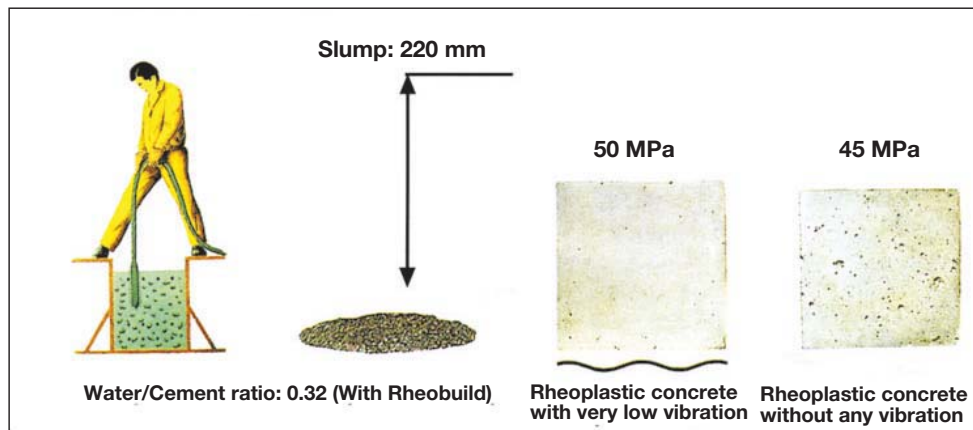 Slump: 220 mm
50 MPa
45 MPa
Water/Cement ratio: 0.32 (With Rheobuild)
Rheoplastic concrete
with very low vibration
Rheoplastic concrete
without any vibration